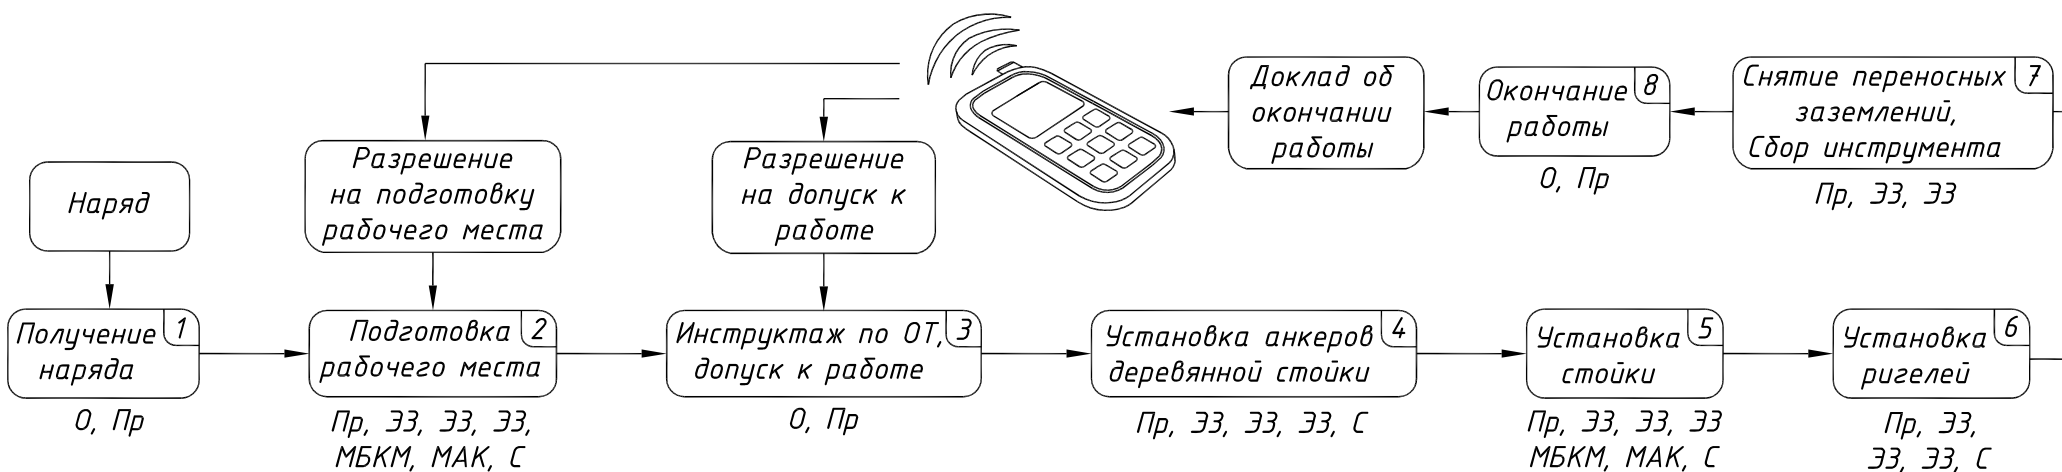 Наряд
Получение 1
наряда
О, Пр
Разрешение
на подготовку
рабочего места
Подготовка 2
рабочего места
Пр, ЭЗ, ЭЗ, ЭЗ,
МБКМ, МАК, С
Разрешение
на допуск к
работе
Инструктаж по ОТ, 3
допуск к работе
О, Пр
Установка анкеров 4
деревянной стойки
Пр, ЭЗ, ЭЗ, ЭЗ, С
Установка 5
стойки
Пр, ЭЗ, ЭЗ, ЭЗ
МБКМ, МАК, С
Установка 6
ригелей
Пр, ЭЗ,
ЭЗ, ЭЗ, С
Снятие переносных 7
заземлений,
Сбор инструмента
Пр, ЭЗ, ЭЗ
Окончание 8
работы
О, Пр
Доклад об
окончании
работы